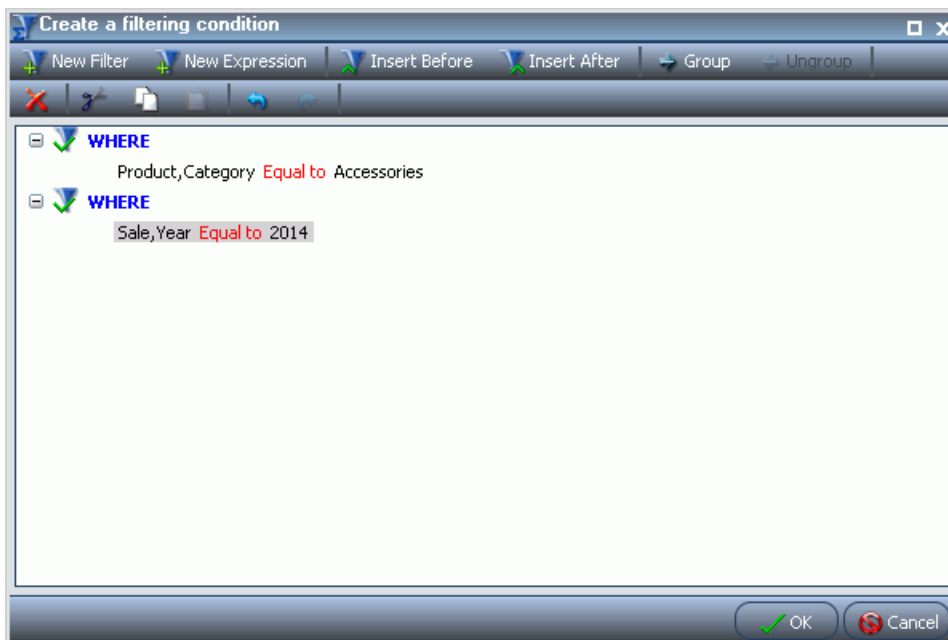 Create a filtering condition
New Filter New Expression Insert Before Insert After Group Ungroup
WHERE
Product,Category Equal to Accessories
WHERE
Sale,Year Equal to 2014
OK Cancel